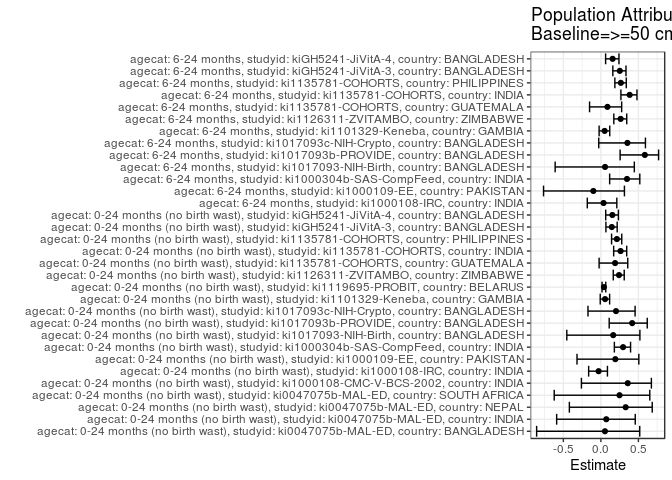 Population Attribu
Baseline=>=50 cm
agecat: 6-24 months, studyid: kiGH5241-JiVitA-4, country: BANGLADESH
agecat: 6-24 months, studyid: kiGH5241-JiVitA-3, country: BANGLADESH
agecat: 6-24 months, studyid: ki1135781-COHORTS, country: PHILIPPINES
agecat: 6-24 months, studyid: ki1135781-COHORTS, country: INDIA
agecat: 6-24 months, studyid: ki1135781-COHORTS, country: GUATEMALA
agecat: 6-24 months, studyid: ki1126311-ZVITAMBO, country: ZIMBABWE
agecat: 6-24 months, studyid: ki1101329-Keneba, country: GAMBIA
agecat: 6-24 months, studyid: ki1017093c-NIH-Crypto, country: BANGLADESH
agecat: 6-24 months, studyid: ki1017093b-PROVIDE, country: BANGLADESH
agecat: 6-24 months, studyid: ki1017093-NIH-Birth, country: BANGLADESH
agecat: 6-24 months, studyid: ki1000304b-SAS-CompFeed, country: INDIA
agecat: 6-24 months, studyid: ki1000109-EE, country: PAKISTAN
agecat: 6-24 months, studyid: ki1000108-IRC, country: INDIA
agecat: 0-24 months (no birth wast), studyid: kiGH5241-JiVitA-4, country: BANGLADESH
agecat: 0-24 months (no birth wast), studyid: kiGH5241-JiVitA-3, country: BANGLADESH
agecat: 0-24 months (no birth wast), studyid: ki1135781-COHORTS, country: PHILIPPINES
agecat: 0-24 months (no birth wast), studyid: ki1135781-COHORTS, country: INDIA
agecat: 0-24 months (no birth wast), studyid: ki1135781-COHORTS, country: GUATEMALA
agecat: 0-24 months (no birth wast), studyid: ki1126311-ZVITAMBO, country: ZIMBABWE
agecat: 0-24 months (no birth wast), studyid: ki1119695-PROBIT, country: BELARUS
agecat: 0-24 months (no birth wast), studyid: ki1101329-Keneba, country: GAMBIA
agecat: 0-24 months (no birth wast), studyid: ki1017093c-NIH-Crypto, country: BANGLADESH
agecat: 0-24 months (no birth wast), studyid: ki1017093b-PROVIDE, country: BANGLADESH
agecat: 0-24 months (no birth wast), studyid: ki1017093-NIH-Birth, country: BANGLADESH
agecat: 0-24 months (no birth wast), studyid: ki1000304b-SAS-CompFeed, country: INDIA
agecat: 0-24 months (no birth wast), studyid: ki1000109-EE, country: PAKISTAN
agecat: 0-24 months (no birth wast), studyid: ki1000108-IRC, country: INDIA
agecat: 0-24 months (no birth wast), studyid: ki1000108-CMC-V-BCS-2002, country: INDIA
agecat: 0-24 months (no birth wast), studyid: ki0047075b-MAL-ED, country: SOUTH AFRICA
agecat: 0-24 months (no birth wast), studyid: ki0047075b-MAL-ED, country: NEPAL
agecat: 0-24 months (no birth wast), studyid: ki0047075b-MAL-ED, country: INDIA
agecat: 0-24 months (no birth wast), studyid: ki0047075b-MAL-ED, country: BANGLADESH
-0.5 0.0 0.5
Estimate